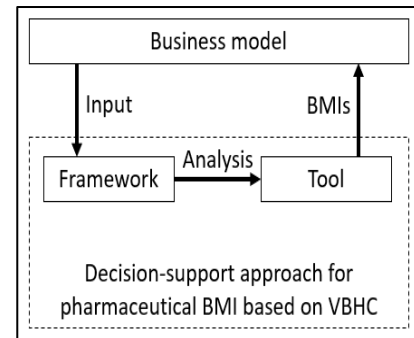 Business model
Input
BMIs
Analysis
Framework
Tool
Decision-support approach for
pharmaceutical BMI based on VBHC